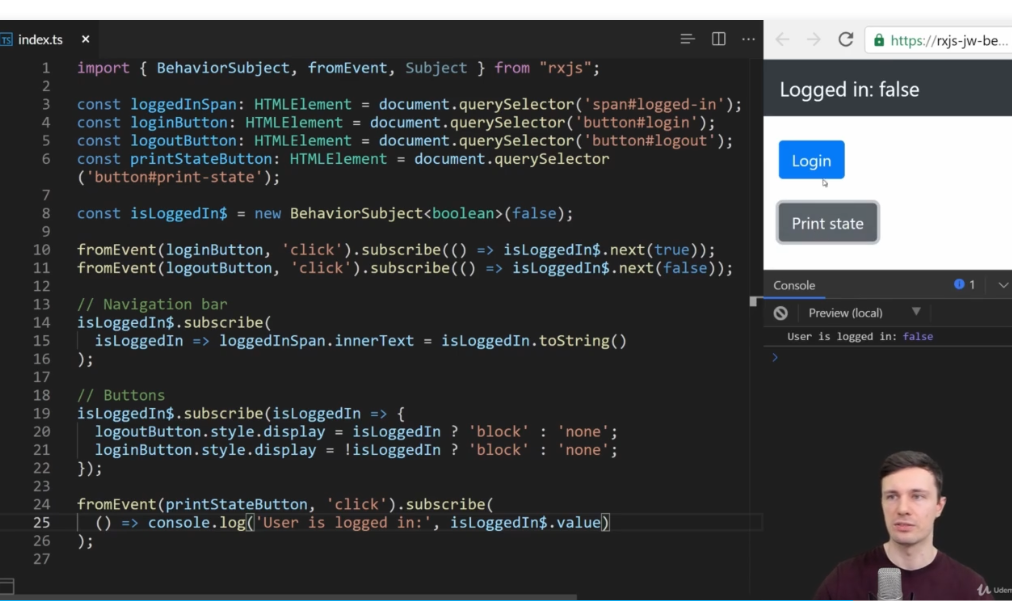 TS index.ts ×
https://rxjs-jw-be...
1 import { BehaviorSubject, fromEvent, Subject } from "rxjs";
2
3 const loggedInSpan: HTMLElement = document.querySelector('span#logged-in');
4 const loginButton: HTMLElement = document.querySelector('button#login');
5 const logoutButton: HTMLElement = document.querySelector('button#logout');
6 const printStateButton: HTMLElement = document.querySelector
('button#print-state');
7
8 const isLoggedIn$ = new BehaviorSubject<boolean>(false);
9
10 fromEvent(loginButton, 'click').subscribe(() => isLoggedIn$.next(true));
11 fromEvent(logoutButton, 'click').subscribe(() => isLoggedIn$.next(false));
12
13 // Navigation bar
14 isLoggedIn$.subscribe(
15 isLoggedIn => loggedInSpan.innerText = isLoggedIn.toString()
16 );
17
18 // Buttons
19 isLoggedIn$.subscribe(isLoggedIn => {
20 logoutButton.style.display = isLoggedIn ? 'block' : 'none';
21 loginButton.style.display = !isLoggedIn ? 'block' : 'none';
22 });
23
24 fromEvent(printStateButton, 'click').subscribe(
25 () => console.log('User is logged in:', isLoggedIn$.value)
26 );
27
Logged in: false
Login
Print state
Console 1
Preview (local)
User is logged in: false
>
Udem